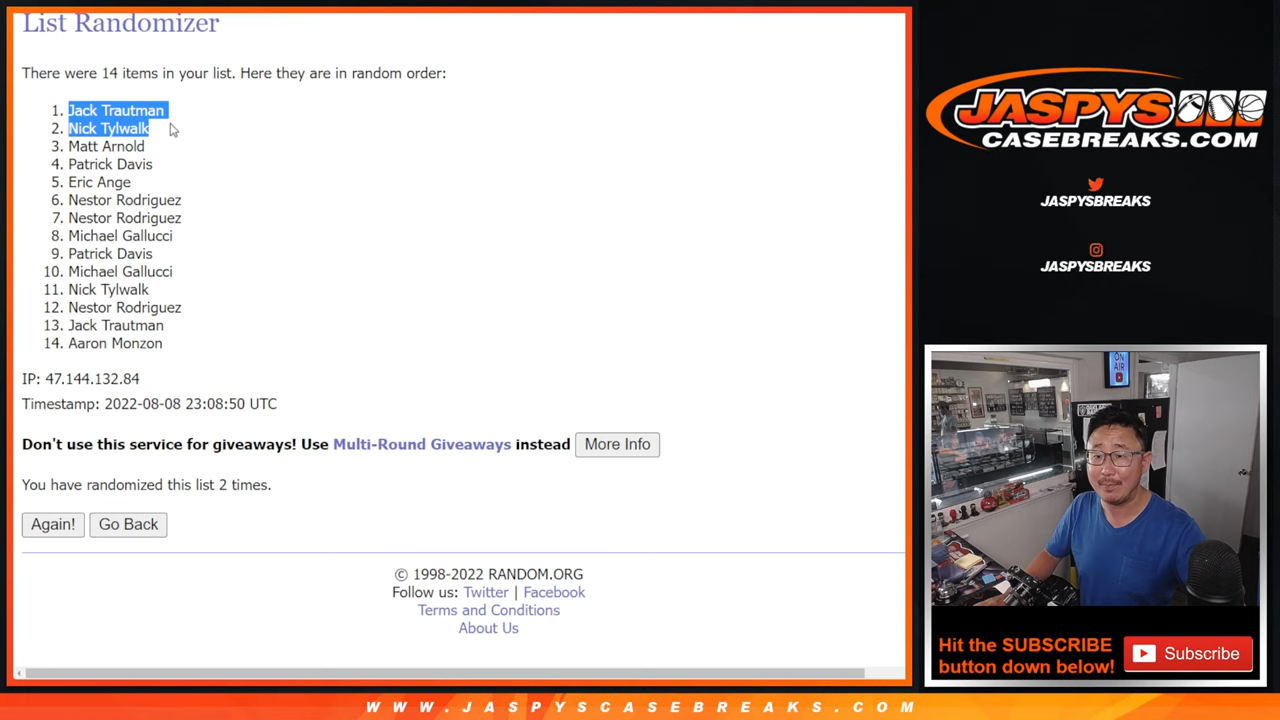 List Randomizer
There were 14 items in your list. Here they are in random order:
1. Jack Trautman
2. Nick Tylwalk
3. Matt Arnold
4. Patrick Davis
5. Eric Ange
6. Nestor Rodriguez
7. Nestor Rodriguez
8. Michael Gallucci
9. Patrick Davis
10. Michael Gallucci
11. Nick Tylwalk
12. Nestor Rodriguez
13. Jack Trautman
14. Aaron Monzon
IP: 47.144.132.84
Timestamp: 2022-08-08 23:08:50 UTC
Don't use this service for giveaways! Use Multi-Round Giveaways instead More Info
You have randomized this list 2 times.
Again! Go Back
© 1998-2022 RANDOM.ORG
Follow us: Twitter | Facebook
Terms and Conditions
About Us
JASPYS
CASEBREAKS.COM
JASPYSBREAKS
JASPYSBREAKS
ON
AIR
Hit the SUBSCRIBE
button down below!
Subscribe
WWW.JASPYSCASEBREAKS.COM